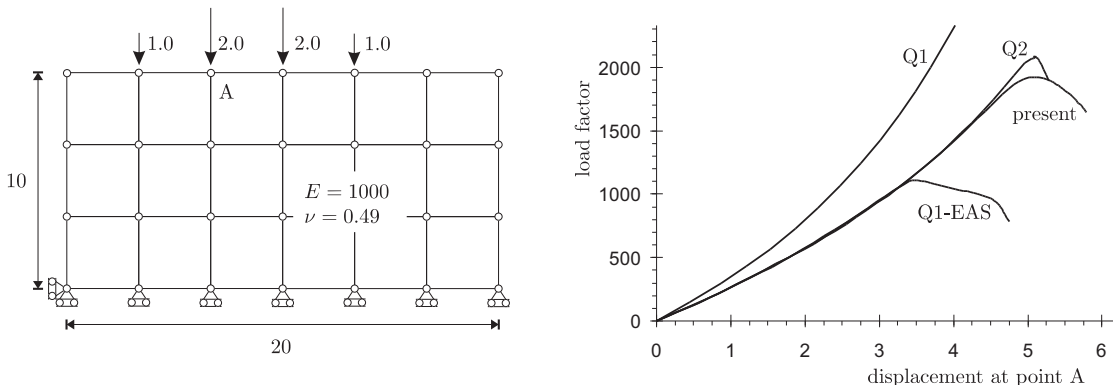 1.0
2.0
2.0
1.0
A
10
E = 1000
ν = 0.49
20
load factor
2000
1500
1000
500
0
Q1
Q2
present
Q1-EAS
0 1 2 3 4 5 6
displacement at point A